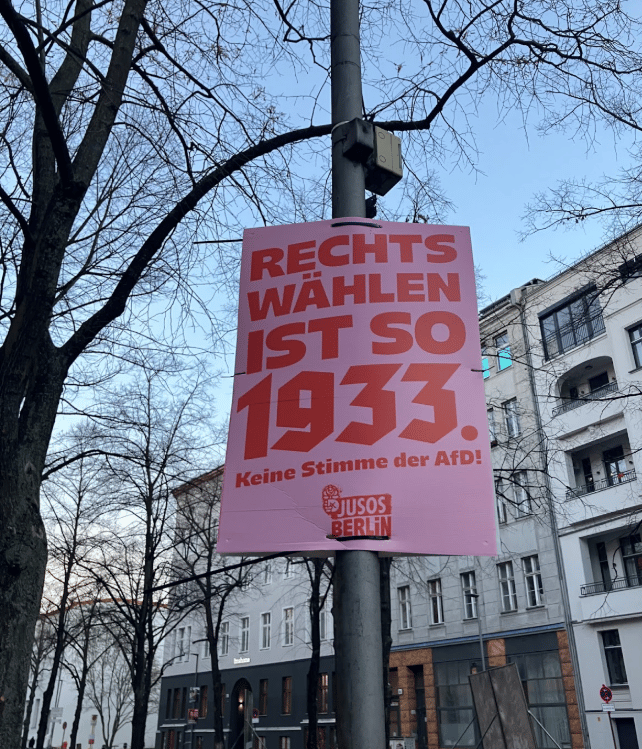 RECHTS
WÄHLEN
IST SO
1933.
Keine Stimme der AfD!
JUSOS
BERLIN